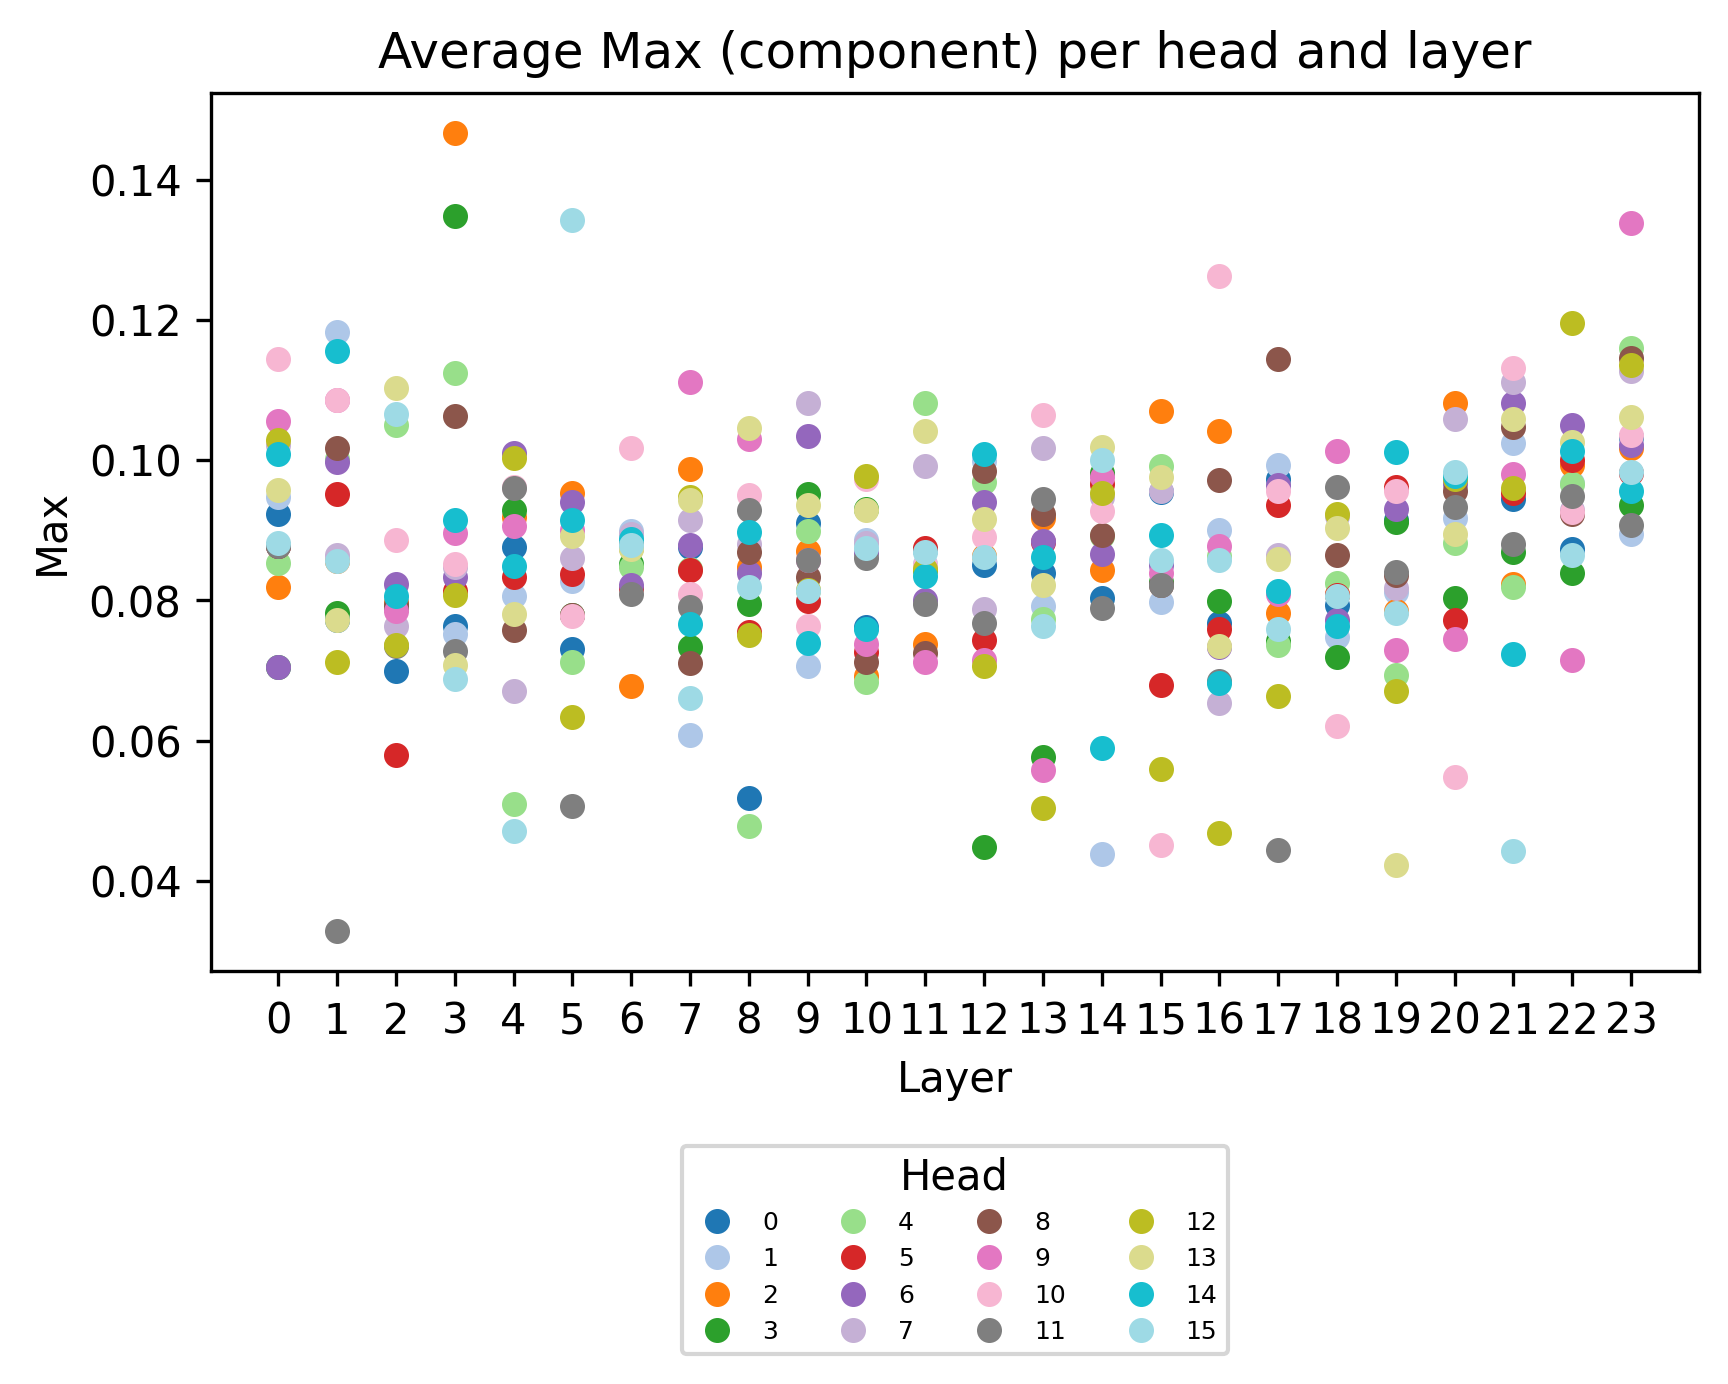 Average Max (component) per head and layer
Max
0.14
0.12
0.10
0.08
0.06
0.04
0 1 2 3 4 5 6 7 8 9 10 11 12 13 14 15 16 17 18 19 20 21 22 23
Layer
Head
0 4 8 12
1 5 9 13
2 6 10 14
3 7 11 15